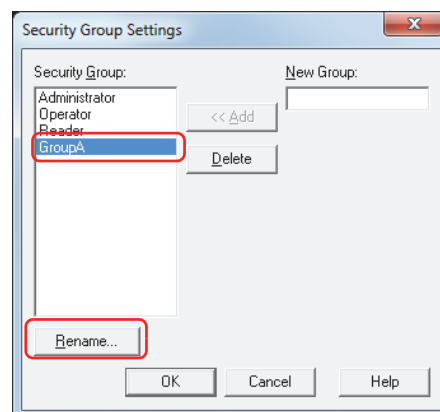 Security Group Settings
Security Group:
New Group:
Administrator
Operator
Reader
GroupA
<< Add
Delete
Rename...
OK
Cancel
Help